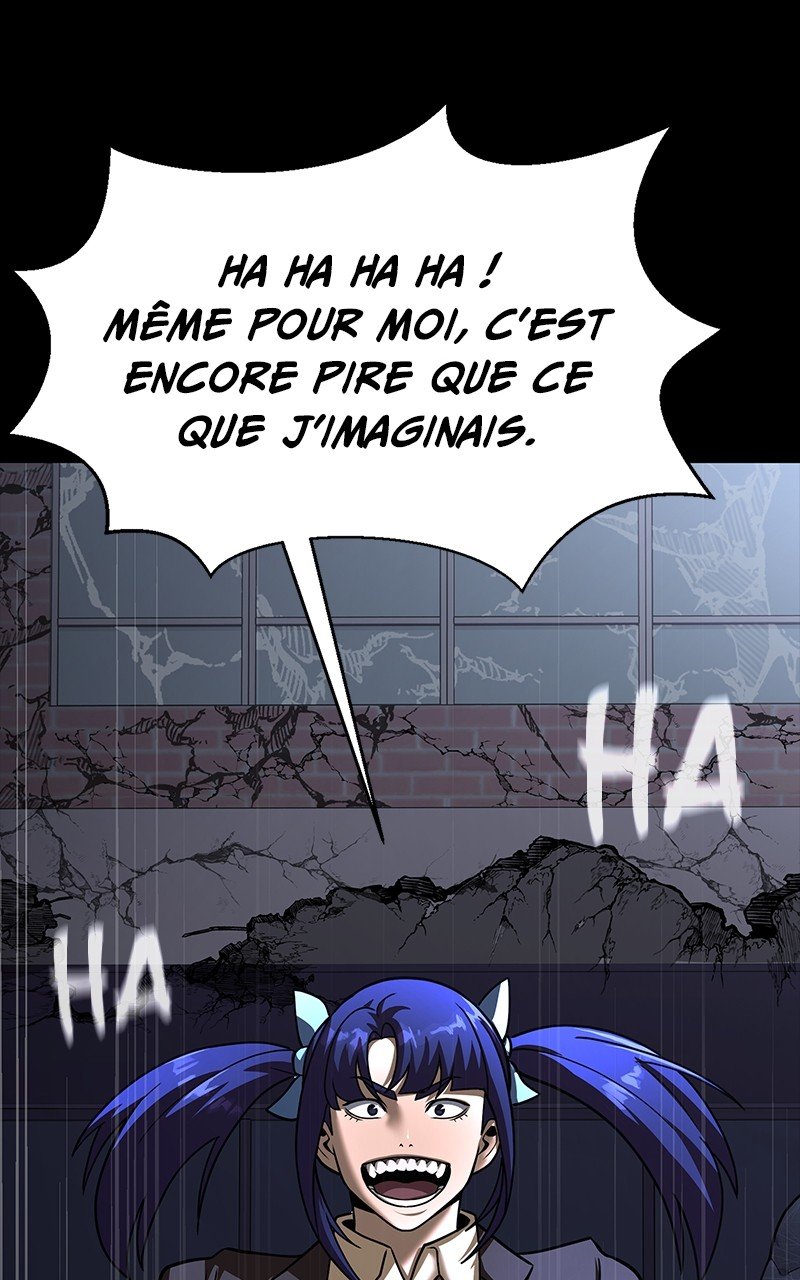 HA HA HA HA !
MÊME POUR MOI, C'EST
ENCORE PIRE QUE CE
QUE J'IMAGINAIS.
HA
HA